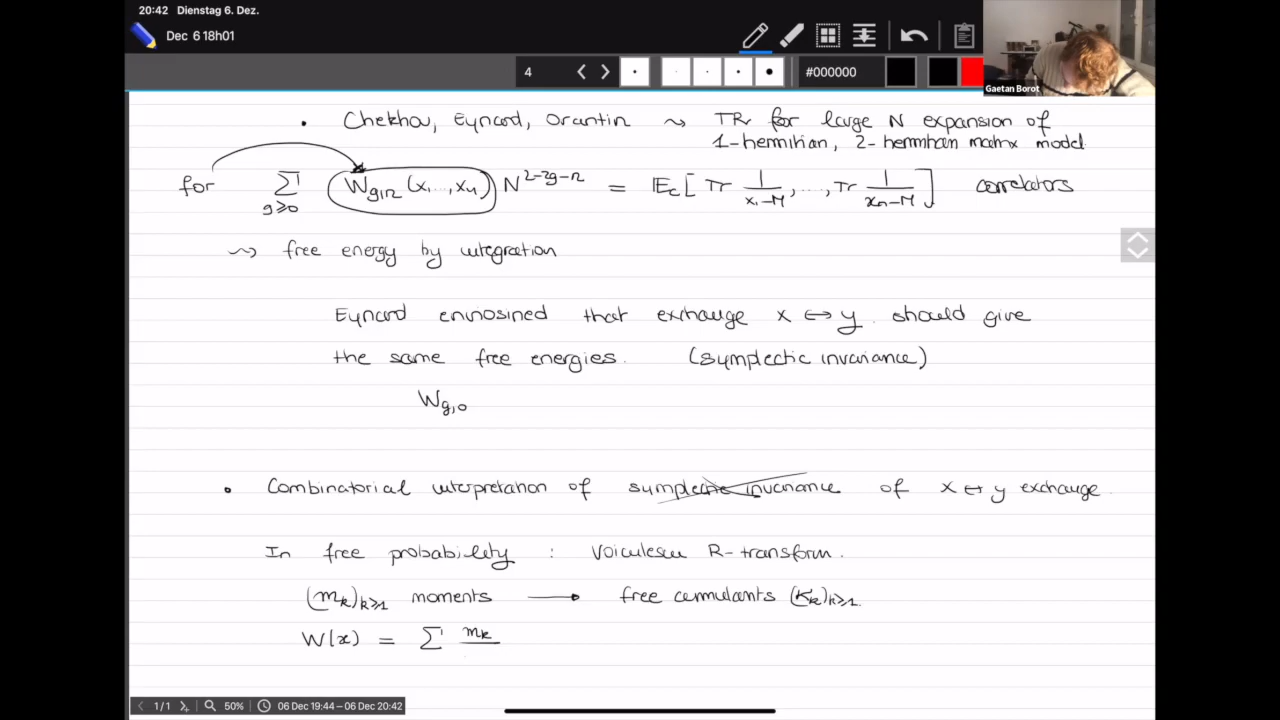 20:42 Dienstag 6. Dez.
Dec 6 18h01
4
#000000
Gaetan Borot
• Chekhov, Eynard, Orantin ⇝ TR for large N expansion of
1-hermitian, 2-hermitian matrix model.
for ∑_{g≥0} W_{g,n}(x_1,...,x_n) N^{2-2g-n} = 𝔼_c[Tr 1/(x_1-M), ..., Tr 1/(x_n-M)] correlators
⇝ free energy by integration
Eynard envisined that exchange x ↔ y should give
the same free energies. (symplectic invariance)
W_{g,0}
• Combinatorial interpretation of symplectic invariance of x ↔ y exchange.
In free probability : Voiculescu R-transform.
(m_k)_{k≥1} moments → free cumulants (κ_k)_{k≥1}.
W(x) = ∑ m_k
1/1 50% 06 Dec 19:44 – 06 Dec 20:42